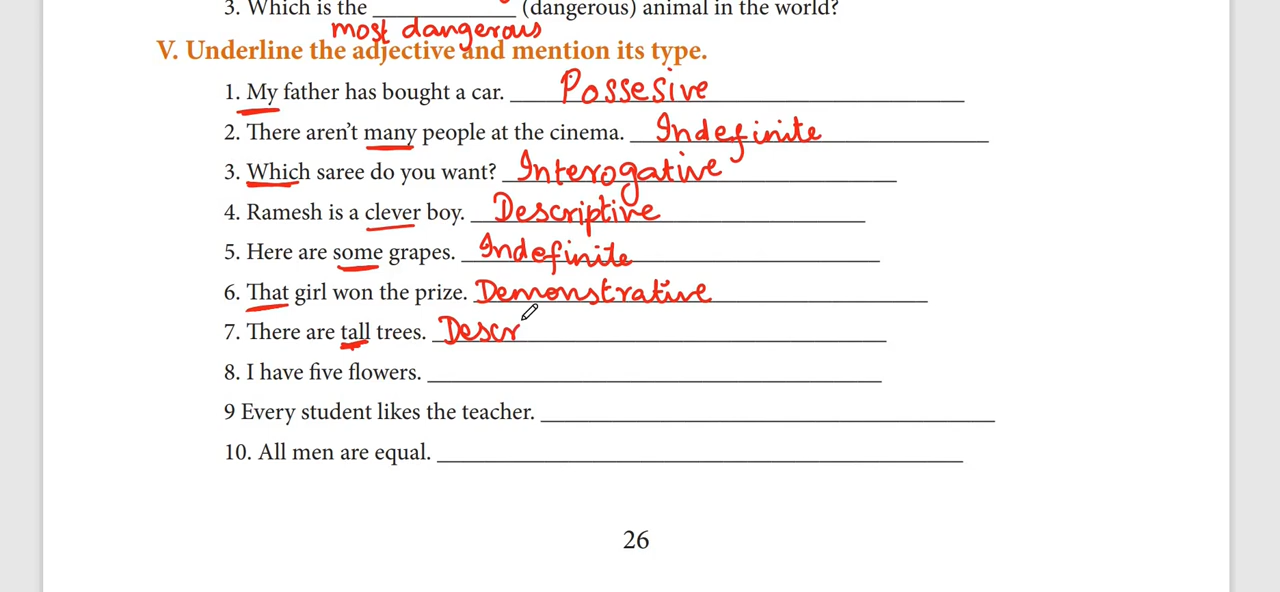 3. Which is the ____________ (dangerous) animal in the world?
most dangerous
V. Underline the adjective and mention its type.
1. My father has bought a car. Possesive
2. There aren't many people at the cinema. Indefinite
3. Which saree do you want? Interogative
4. Ramesh is a clever boy. Descriptive
5. Here are some grapes. Indefinite
6. That girl won the prize. Demonstrative
7. There are tall trees. Descr
8. I have five flowers.
9 Every student likes the teacher.
10. All men are equal.
26